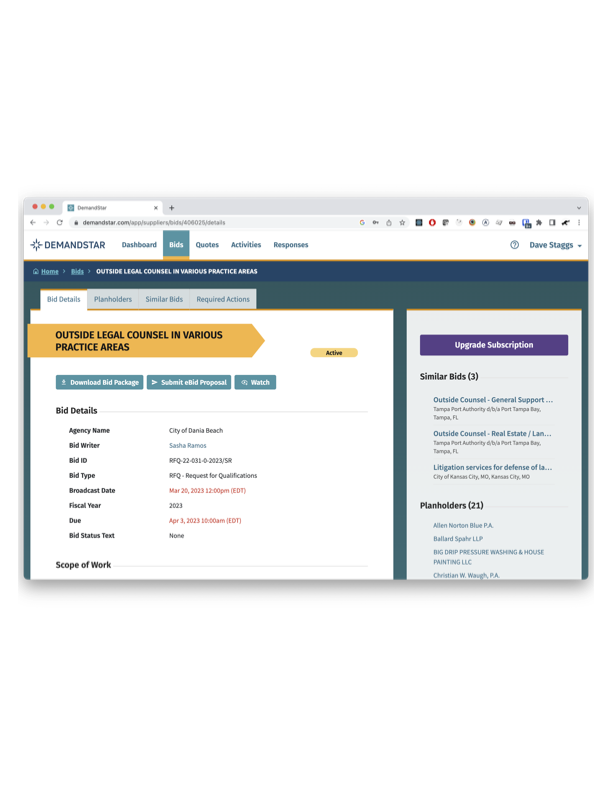 DemandStar
demandstar.com/app/suppliers/bids/406025/details
DEMANDSTAR
Dashboard
Bids
Quotes
Activities
Responses
Dave Staggs
Home > Bids > OUTSIDE LEGAL COUNSEL IN VARIOUS PRACTICE AREAS
Bid Details
Planholders
Similar Bids
Required Actions
OUTSIDE LEGAL COUNSEL IN VARIOUS
PRACTICE AREAS
Active
Download Bid Package
Submit eBid Proposal
Watch
Bid Details
Agency Name City of Dania Beach
Bid Writer Sasha Ramos
Bid ID RFQ-22-031-0-2023/SR
Bid Type RFQ - Request for Qualifications
Broadcast Date Mar 20, 2023 12:00pm (EDT)
Fiscal Year 2023
Due Apr 3, 2023 10:00am (EDT)
Bid Status Text None
Scope of Work
Upgrade Subscription
Similar Bids (3)
Outside Counsel - General Support ...
Tampa Port Authority d/b/a Port Tampa Bay,
Tampa, FL
Outside Counsel - Real Estate / Lan...
Tampa Port Authority d/b/a Port Tampa Bay,
Tampa, FL
Litigation services for defense of la...
City of Kansas City, MO, Kansas City, MO
Planholders (21)
Allen Norton Blue P.A.
Ballard Spahr LLP
BIG DRIP PRESSURE WASHING & HOUSE
PAINTING LLC
Christian W. Waugh, P.A.